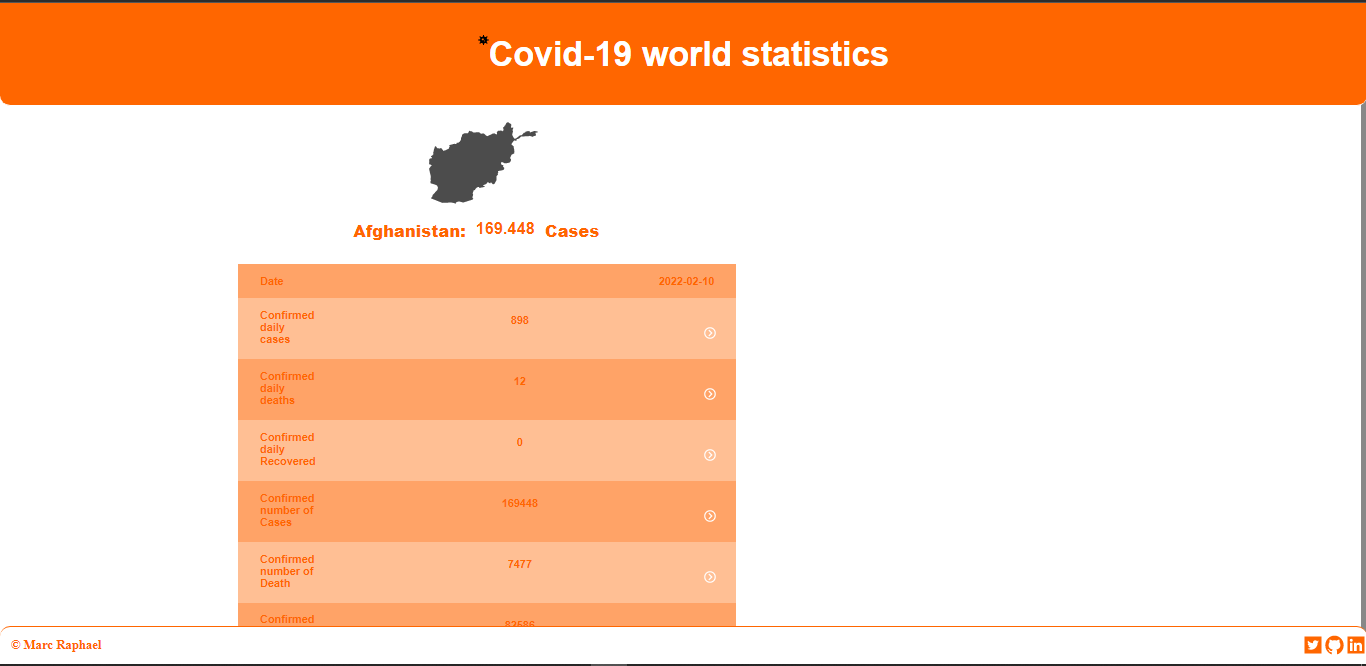 Covid-19 world statistics
Afghanistan: 169.448 Cases
Date 2022-02-10
Confirmed
daily
cases
898
Confirmed
daily
deaths
12
Confirmed
daily
Recovered
0
Confirmed
number of
Cases
169448
Confirmed
number of
Death
7477
Confirmed
© Marc Raphael
in